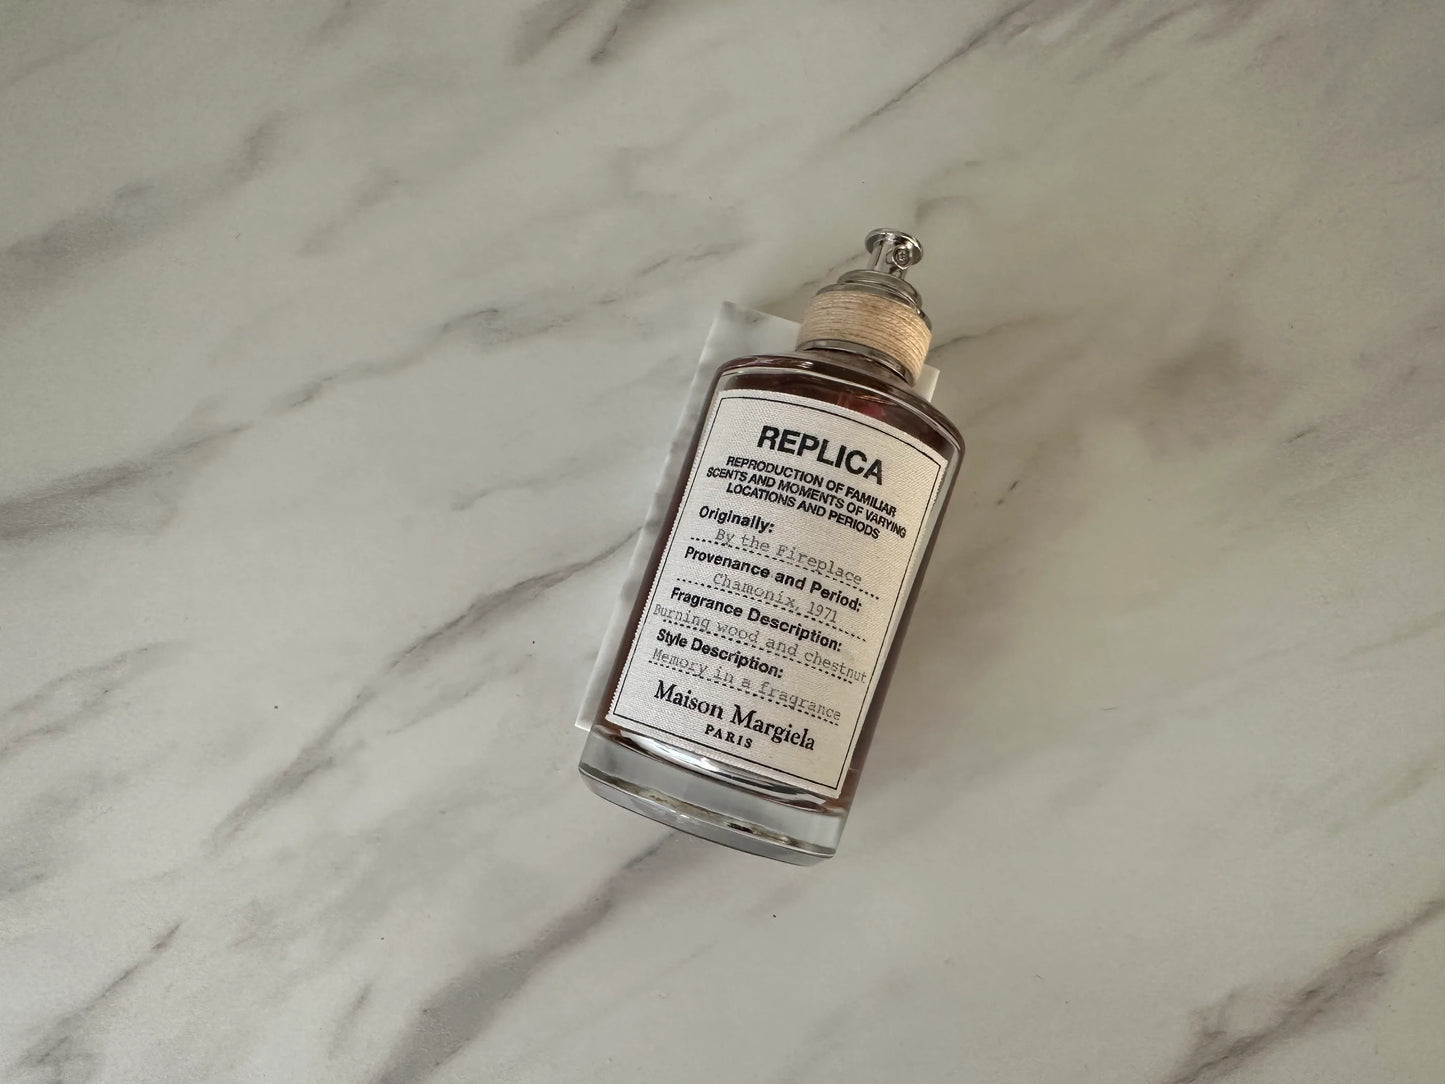 REPLICA
REPRODUCTION OF FAMILIAR
SCENTS AND MOMENTS OF VARYING
LOCATIONS AND PERIODS
Originally:
By the Fireplace
Provenance and Period:
Chamonix, 1971
Fragrance Description:
Burning wood and chestnut
Style Description:
Memory in a fragrance
Maison Margiela
PARIS